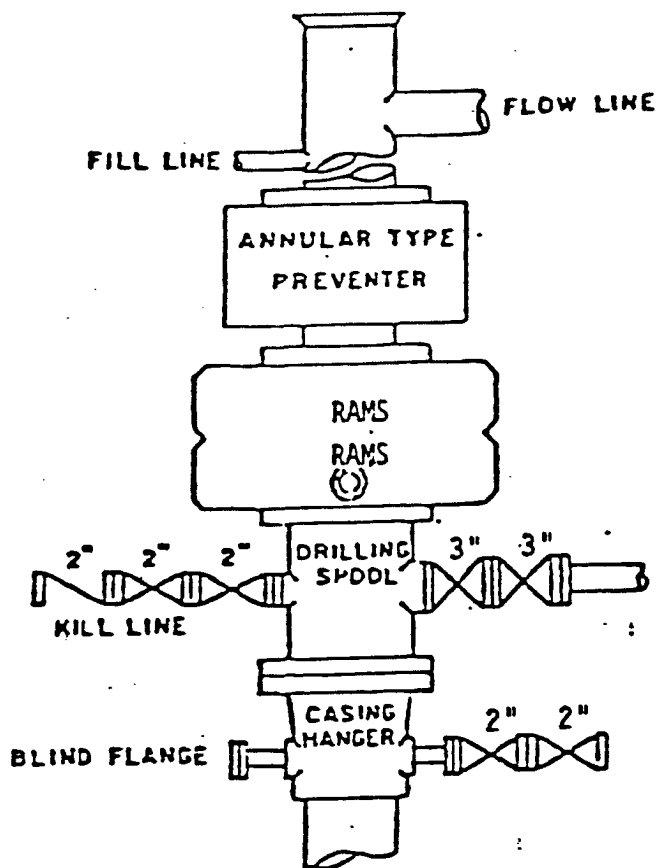 FLOW LINE
FILL LINE
ANNULAR TYPE
PREVENTER
RAMS
RAMS
2" 2" 2"
DRILLING
SPOOL
3" 3"
KILL LINE
CASING
HANGER
2" 2"
BLIND FLANGE